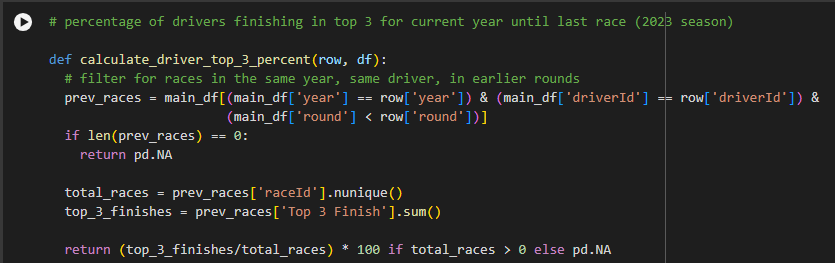 # percentage of drivers finishing in top 3 for current year until last race (2023 season)
def calculate_driver_top_3_percent(row, df):
# filter for races in the same year, same driver, in earlier rounds
prev_races = main_df[(main_df['year'] == row['year']) & (main_df['driverId'] == row['driverId']) &
(main_df['round'] < row['round'])]
if len(prev_races) == 0:
return pd.NA
total_races = prev_races['raceId'].nunique()
top_3_finishes = prev_races['Top 3 Finish'].sum()
return (top_3_finishes/total_races) * 100 if total_races > 0 else pd.NA